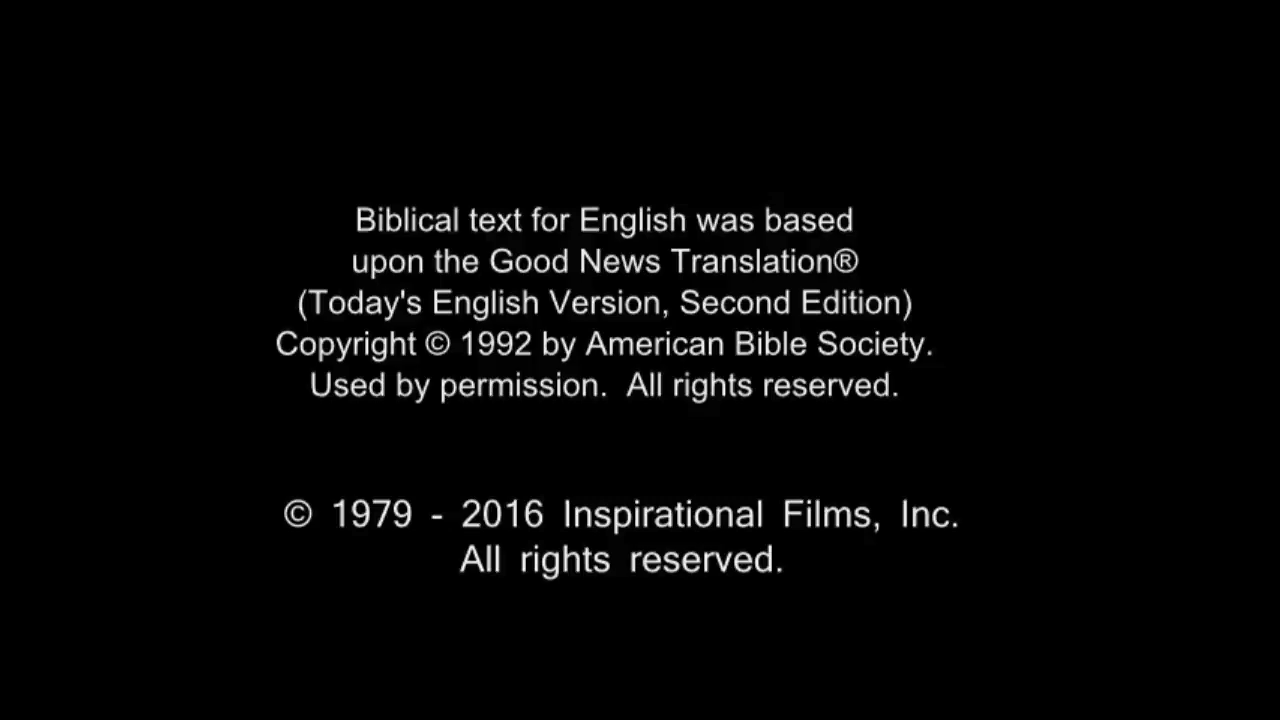 Biblical text for English was based
upon the Good News Translation®
(Today's English Version, Second Edition)
Copyright © 1992 by American Bible Society.
Used by permission.  All rights reserved.
© 1979 - 2016 Inspirational Films, Inc.
All rights reserved.